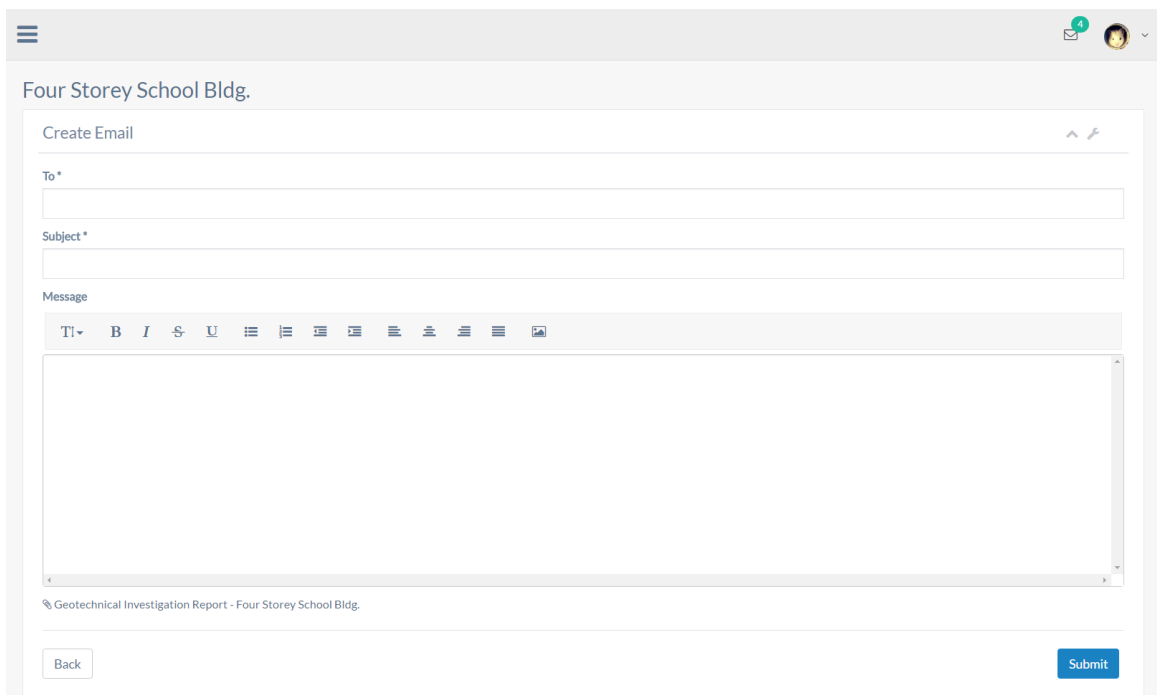 4
Four Storey School Bldg.
Create Email
To *
Subject *
Message
T B I S U
Geotechnical Investigation Report - Four Storey School Bldg.
Back Submit